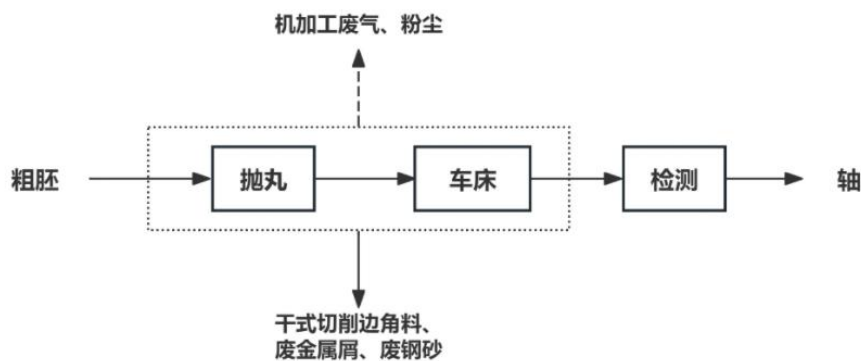 机加工废气、粉尘
粗胚
抛丸
车床
检测
轴
干式切削边角料、
废金属屑、废钢砂